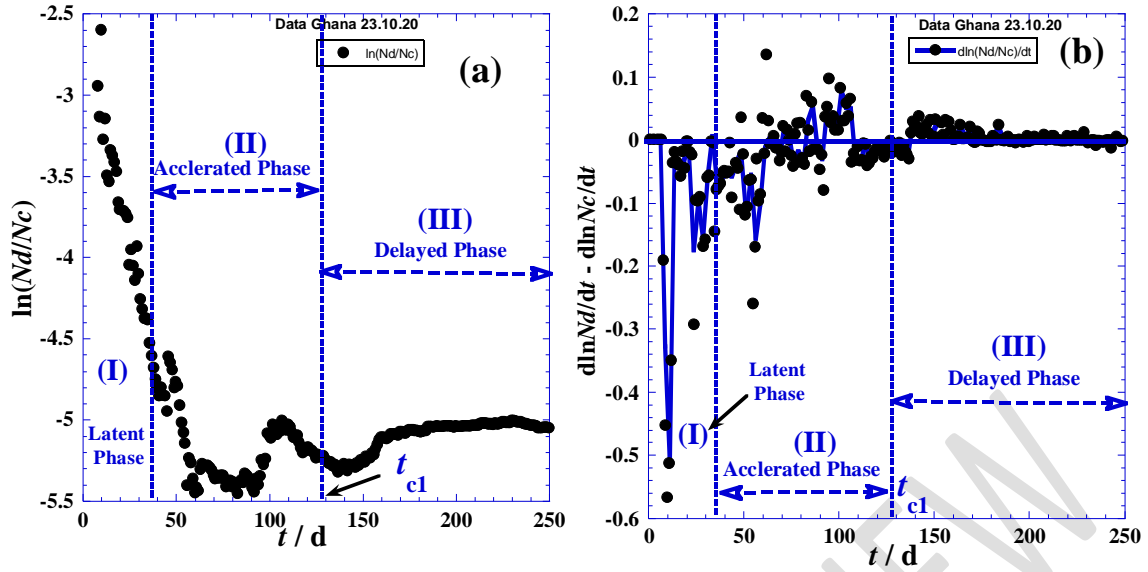 Data Ghana 23.10.20
ln(Nd/Nc)
(a)
(II)
Acclerated Phase
(III)
Delayed Phase
(I)
Latent
Phase
t c1
ln(Nd/Nc)
-2.5
-3
-3.5
-4
-4.5
-5
-5.5
0 50 100 150 200 250
t / d
Data Ghana 23.10.20
dln(Nd/Nc)/dt
(b)
(III)
Delayed Phase
Latent
Phase
(I)
(II)
Acclerated Phase
t c1
dlnNd/dt - dlnNc/dt
0.2
0.1
0
-0.1
-0.2
-0.3
-0.4
-0.5
-0.6
0 50 100 150 200 250
t / d